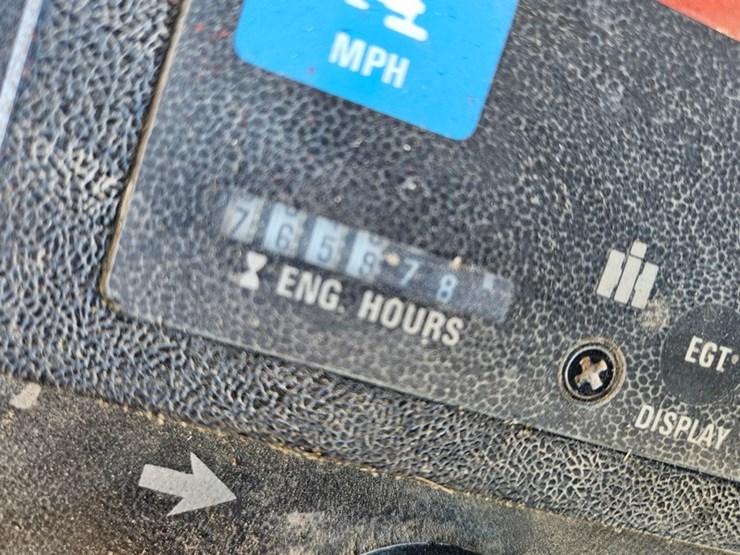 MPH
765878
ENG. HOURS
EGT.
DISPLAY